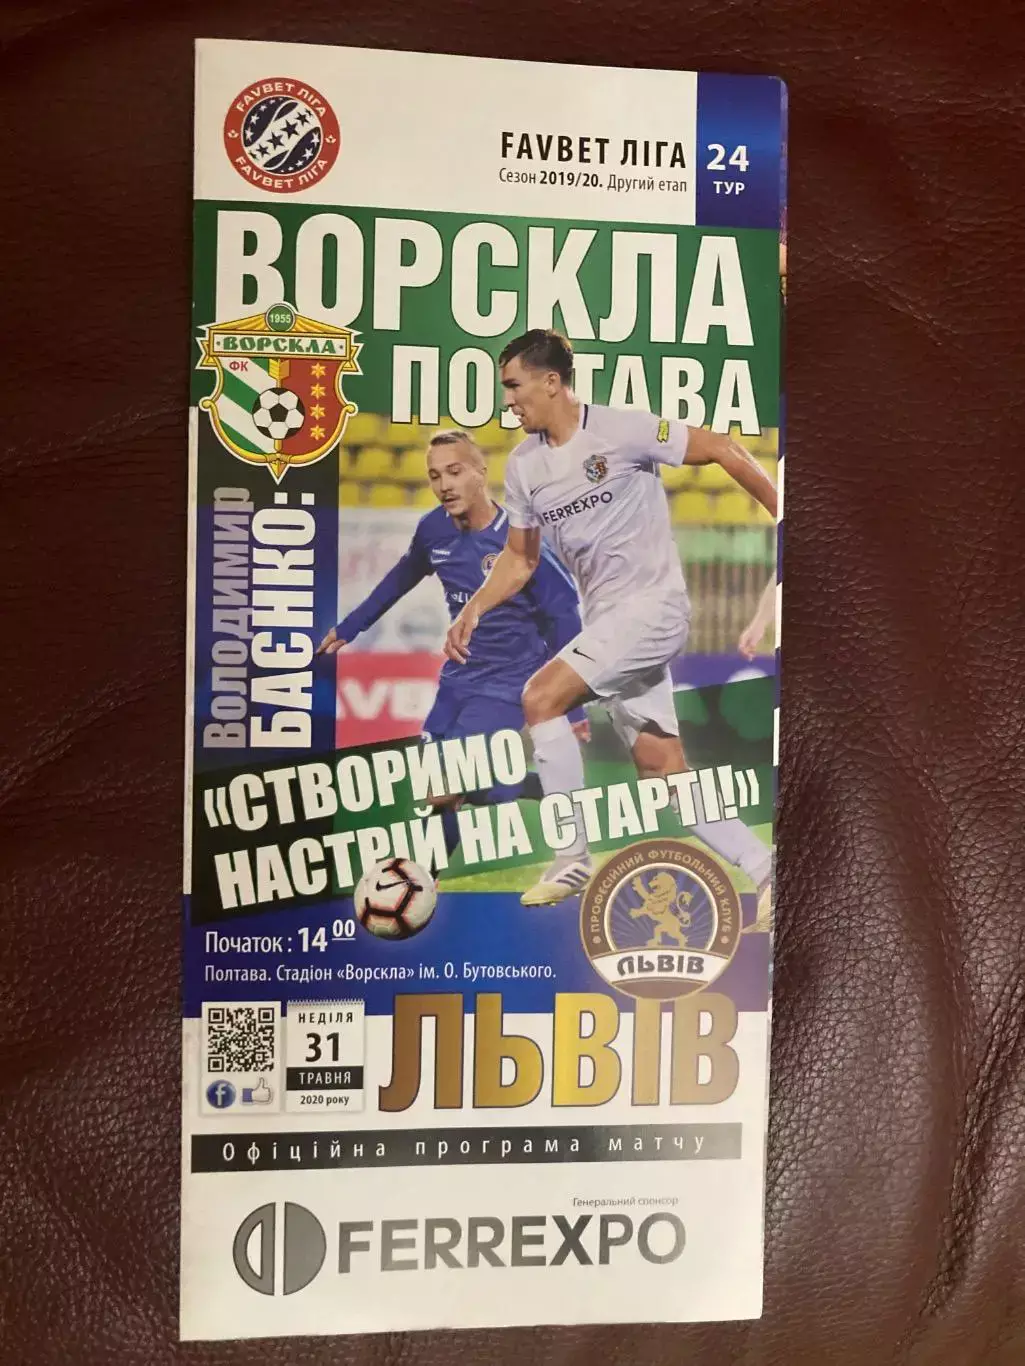 FAVBET ЛІГА
FAVBET ЛІГА
FAVBET ЛІГА
Сезон 2019/20. Другий етап
24
ТУР
ВОРСКЛА
ПОЛТАВА
1955
·ВОРСКЛА·
ФК
Володимир
БАЄНКО:
FERREXPO
«СТВОРИМО
НАСТРІЙ НА СТАРТІ!»
Початок: 14 00
Полтава. Стадіон «Ворскла» ім. О. Бутовського.
ПРОФЕСІЙНИЙ ФУТБОЛЬНИЙ КЛУБ
ЛЬВІВ
НЕДІЛЯ
31
ТРАВНЯ
2020 року
ЛЬВІВ
Офіційна програма матчу
Генеральний спонсор
FERREXPO